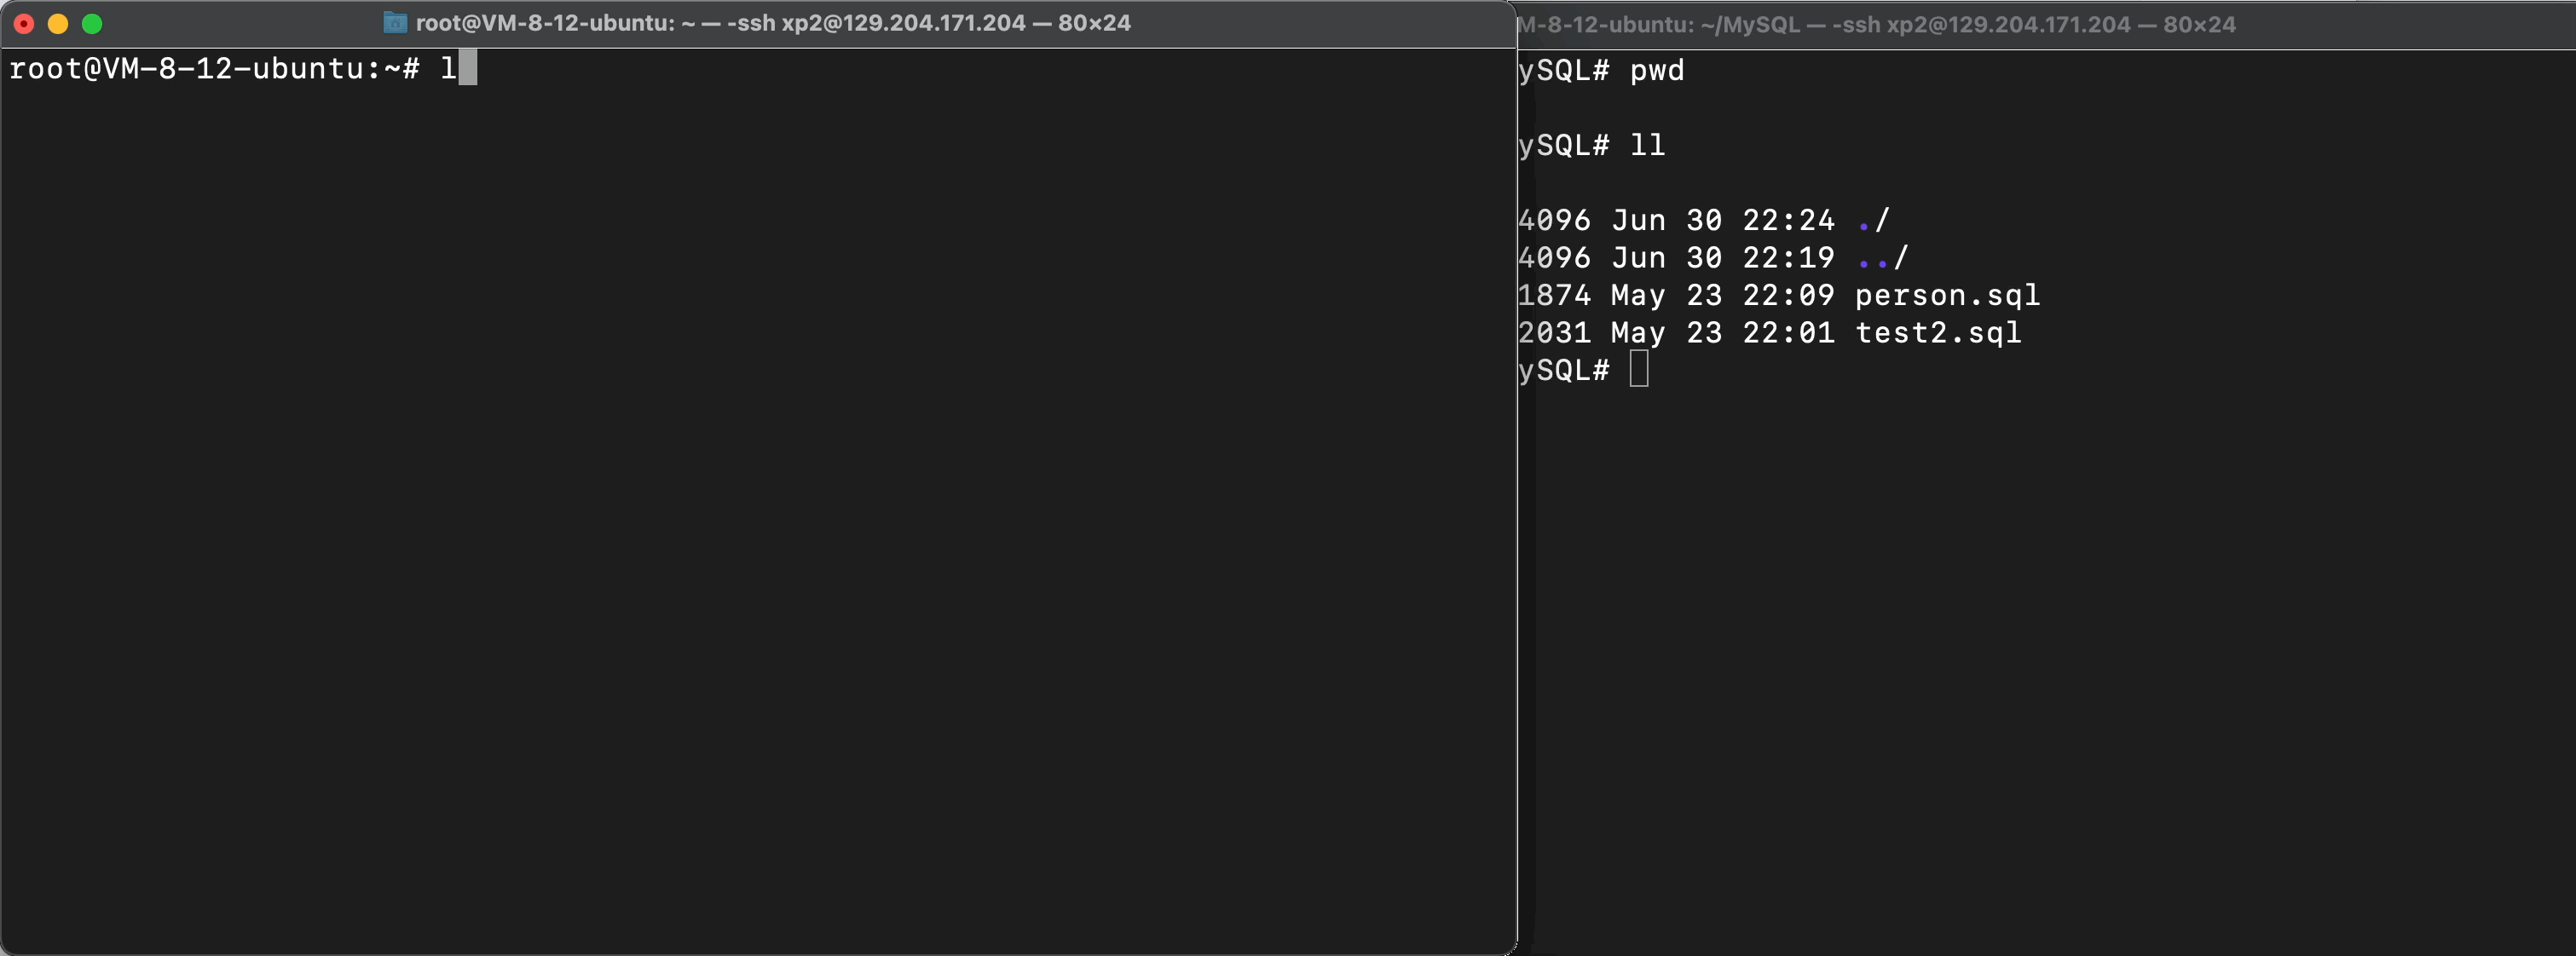 root@VM-8-12-ubuntu: ~ — -ssh xp2@129.204.171.204 — 80×24
root@VM-8-12-ubuntu:~# l
M-8-12-ubuntu: ~/MySQL — -ssh xp2@129.204.171.204 — 80×24
ySQL# pwd
ySQL# ll
4096 Jun 30 22:24 ./
4096 Jun 30 22:19 ../
1874 May 23 22:09 person.sql
2031 May 23 22:01 test2.sql
ySQL#